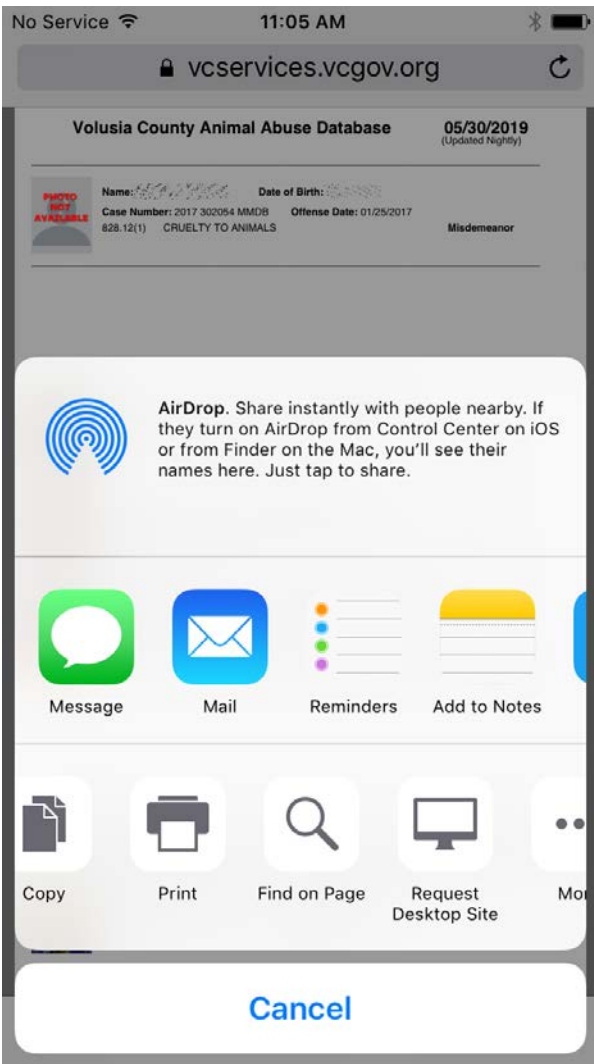 No Service 11:05 AM
vcservices.vcgov.org
Volusia County Animal Abuse Database 05/30/2019
(Updated Nightly)
PHOTO
NOT
AVAILABLE
Name: Date of Birth:
Case Number: 2017 302054 MMDB Offense Date: 01/25/2017
828.12(1) CRUELTY TO ANIMALS Misdemeanor
AirDrop. Share instantly with people nearby. If
they turn on AirDrop from Control Center on iOS
or from Finder on the Mac, you'll see their
names here. Just tap to share.
Message Mail Reminders Add to Notes
Copy Print Find on Page Request
Desktop Site
Cancel